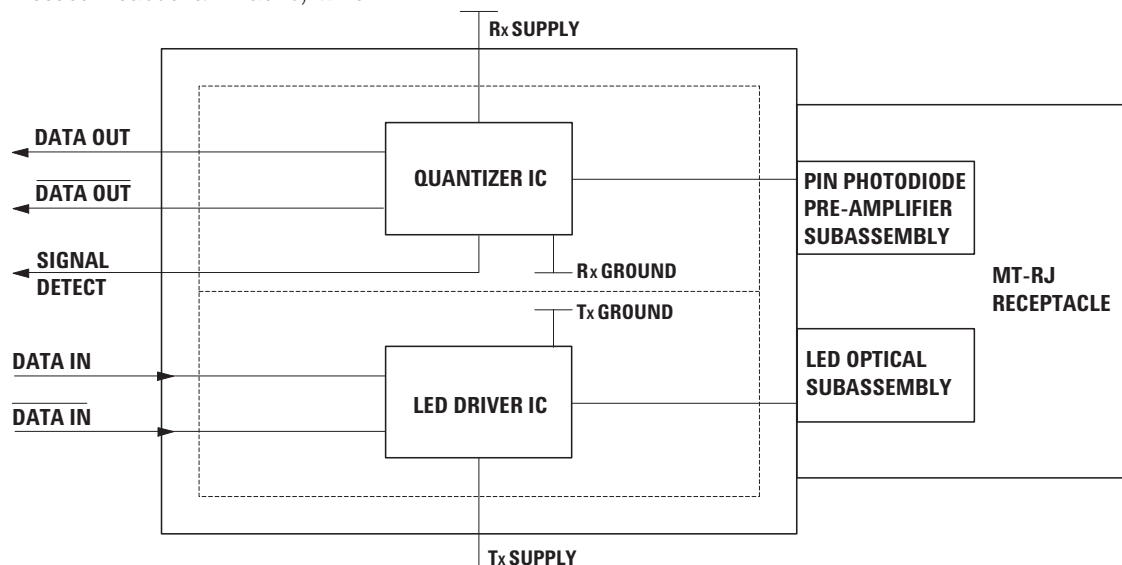 Rx SUPPLY
DATA OUT
DATA OUT
SIGNAL
DETECT
QUANTIZER IC
Rx GROUND
Tx GROUND
PIN PHOTODIODE
PRE-AMPLIFIER
SUBASSEMBLY
MT-RJ
RECEPTACLE
DATA IN
DATA IN
LED DRIVER IC
LED OPTICAL
SUBASSEMBLY
Tx SUPPLY